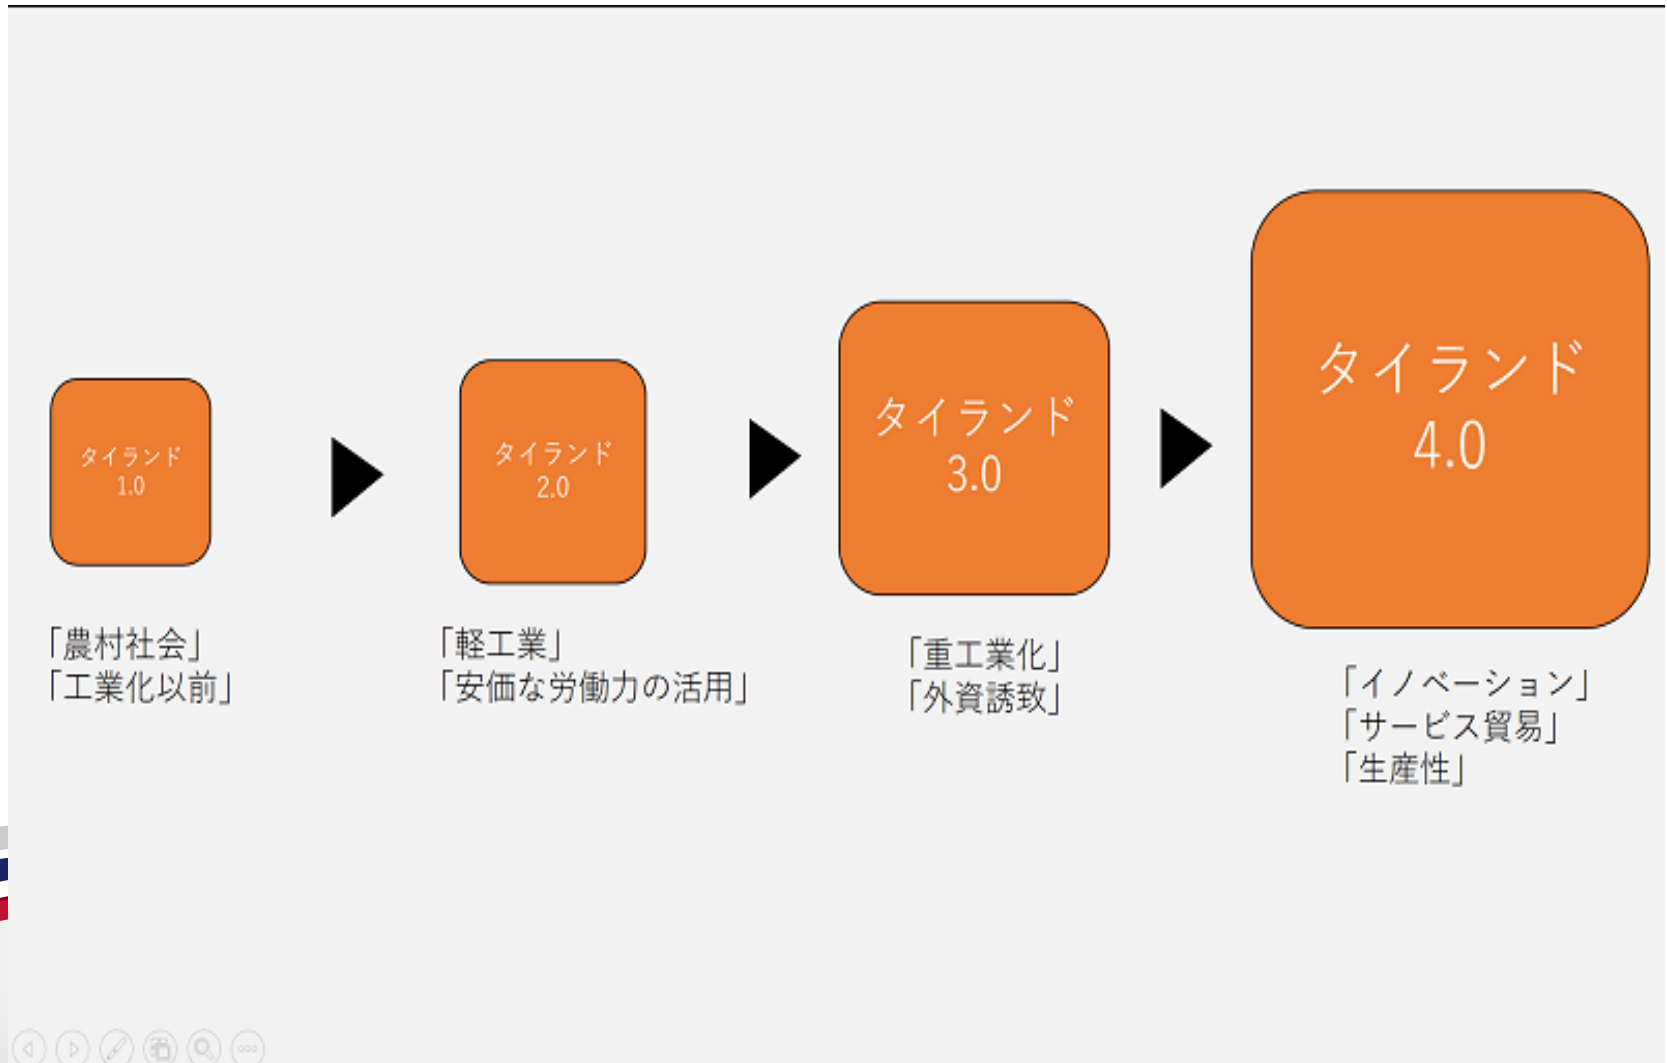 タイランド
1.0
「農村社会」
「工業化以前」
タイランド
2.0
「軽工業」
「安価な労働力の活用」
タイランド
3.0
「重工業化」
「外資誘致」
タイランド
4.0
「イノベーション」
「サービス貿易」
「生産性」